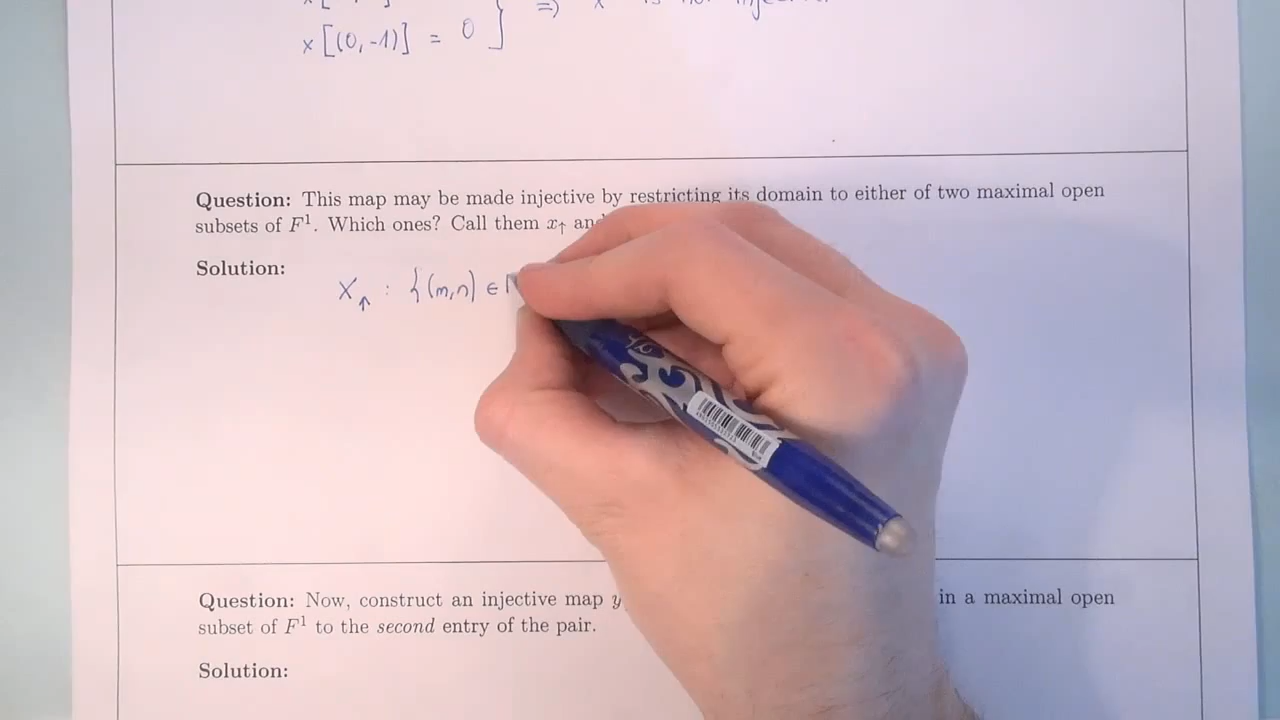 x[(0,-1)] = 0 } ⇒ x
Question: This map may be made injective by restricting its domain to either of two maximal open
subsets of F¹. Which ones? Call them x↑ and
Solution:
x↑ : {(m,n) ∈
Question: Now, construct an injective map y in a maximal open
subset of F¹ to the second entry of the pair.
Solution: